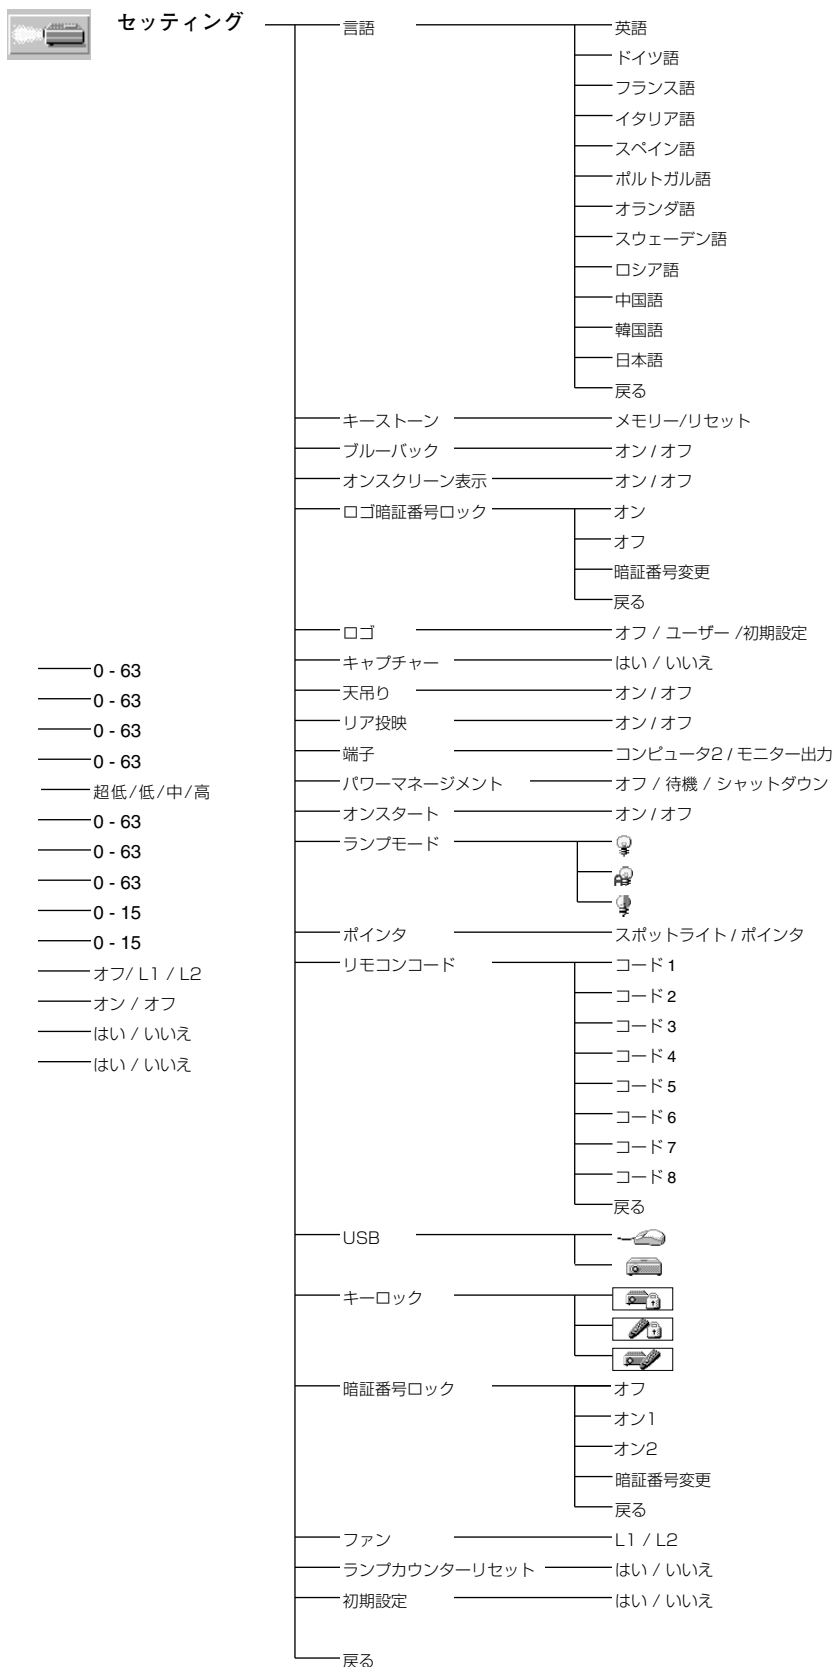 セッティング
言語
英語
ドイツ語
フランス語
イタリア語
スペイン語
ポルトガル語
オランダ語
スウェーデン語
ロシア語
中国語
韓国語
日本語
戻る
キーストーン メモリー/リセット
ブルーバック オン / オフ
オンスクリーン表示 オン / オフ
ロゴ暗証番号ロック オン
オフ
暗証番号変更
戻る
ロゴ オフ / ユーザー /初期設定
キャプチャー はい / いいえ
天吊り オン / オフ
リア投映 オン / オフ
端子 コンピュータ2 / モニター出力
パワーマネージメント オフ / 待機 / シャットダウン
オンスタート オン / オフ
ランプモード
ポインタ スポットライト / ポインタ
リモコンコード コード 1
コード 2
コード 3
コード 4
コード 5
コード 6
コード 7
コード 8
戻る
USB
キーロック
暗証番号ロック オフ
オン1
オン2
暗証番号変更
戻る
ファン L1 / L2
ランプカウンターリセット はい / いいえ
初期設定 はい / いいえ
戻る
0 - 63
0 - 63
0 - 63
0 - 63
超低/低/中/高
0 - 63
0 - 63
0 - 63
0 - 15
0 - 15
オフ/ L1 / L2
オン / オフ
はい / いいえ
はい / いいえ